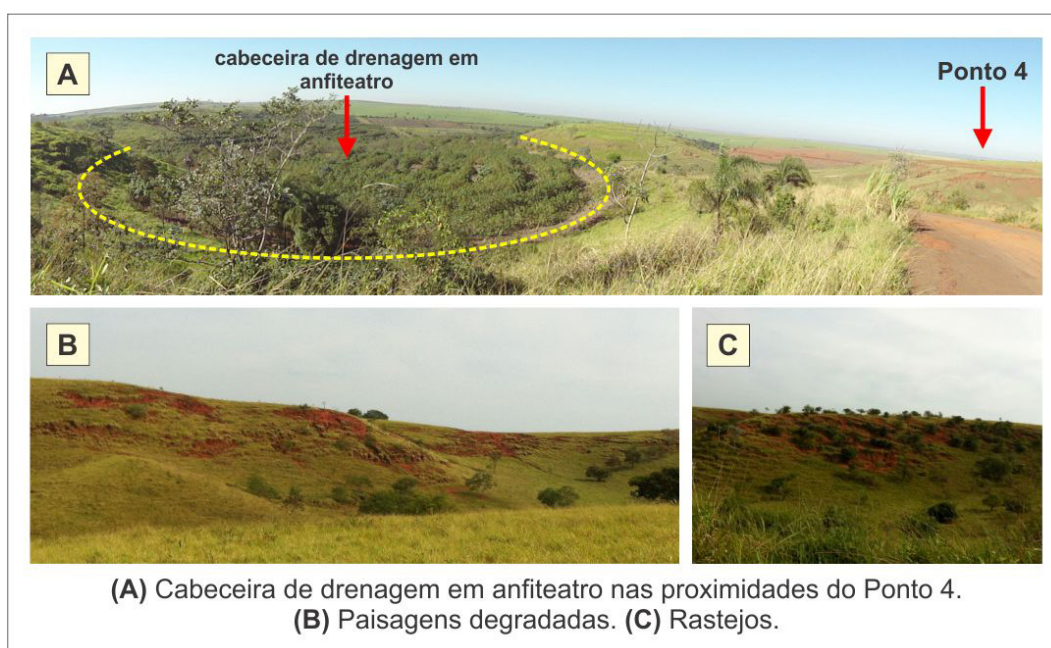 A
cabeceira de drenagem em
anfiteatro
Ponto 4
B
C
(A) Cabeceira de drenagem em anfiteatro nas proximidades do Ponto 4.
(B) Paisagens degradadas. (C) Rastejos.